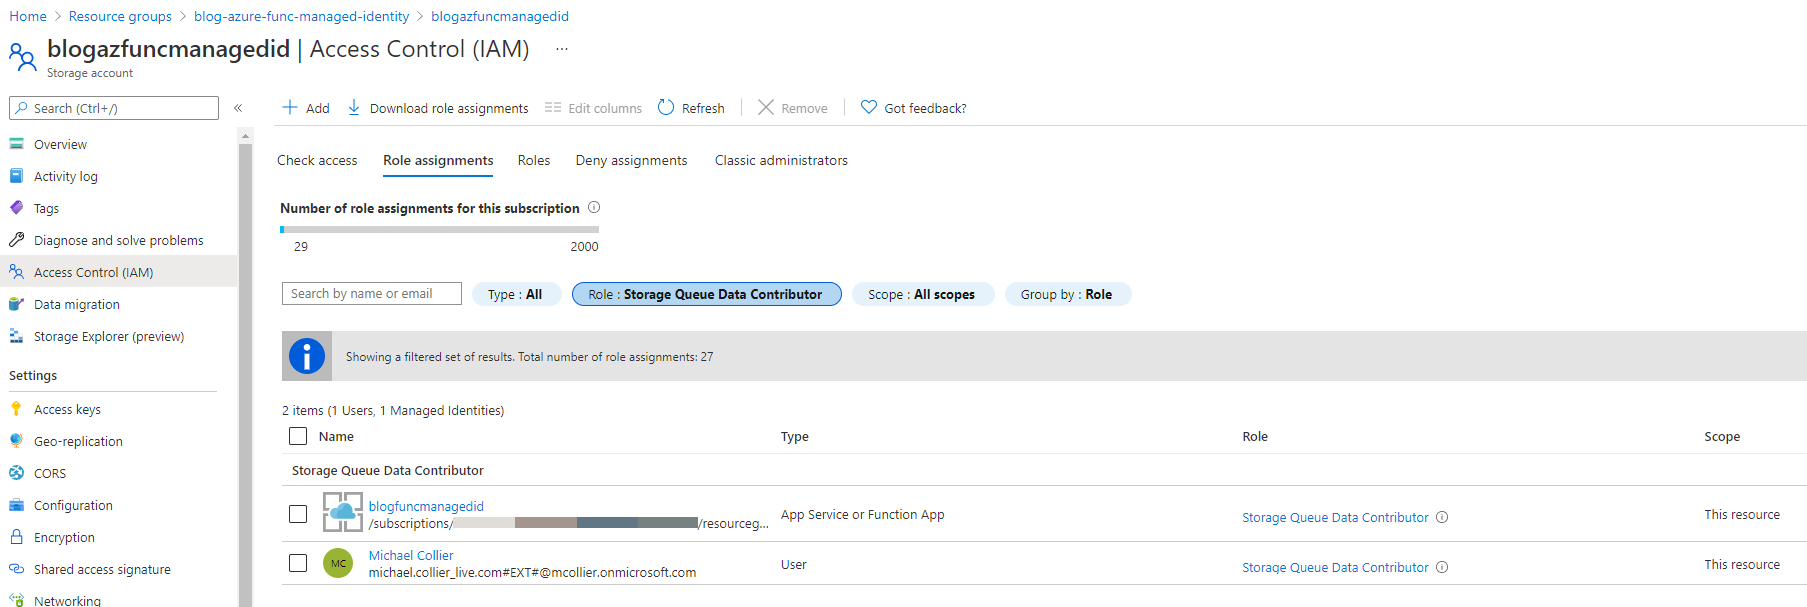 Home > Resource groups > blog-azure-func-managed-identity > blogazfuncmanagedid
blogazfuncmanagedid | Access Control (IAM) ...
Storage account
Search (Ctrl+/) «
Add Download role assignments Edit columns Refresh Remove Got feedback?
Overview
Activity log
Tags
Diagnose and solve problems
Access Control (IAM)
Data migration
Storage Explorer (preview)
Settings
Access keys
Geo-replication
CORS
Configuration
Encryption
Shared access signature
Networking
Check access Role assignments Roles Deny assignments Classic administrators
Number of role assignments for this subscription
29 2000
Search by name or email Type : All Role : Storage Queue Data Contributor Scope : All scopes Group by : Role
Showing a filtered set of results. Total number of role assignments: 27
2 items (1 Users, 1 Managed Identities)
Name Type Role Scope
Storage Queue Data Contributor
blogfuncmanagedid
/subscriptions/ /resourceg... App Service or Function App Storage Queue Data Contributor This resource
MC Michael Collier
michael.collier_live.com#EXT#@mcollier.onmicrosoft.com User Storage Queue Data Contributor This resource